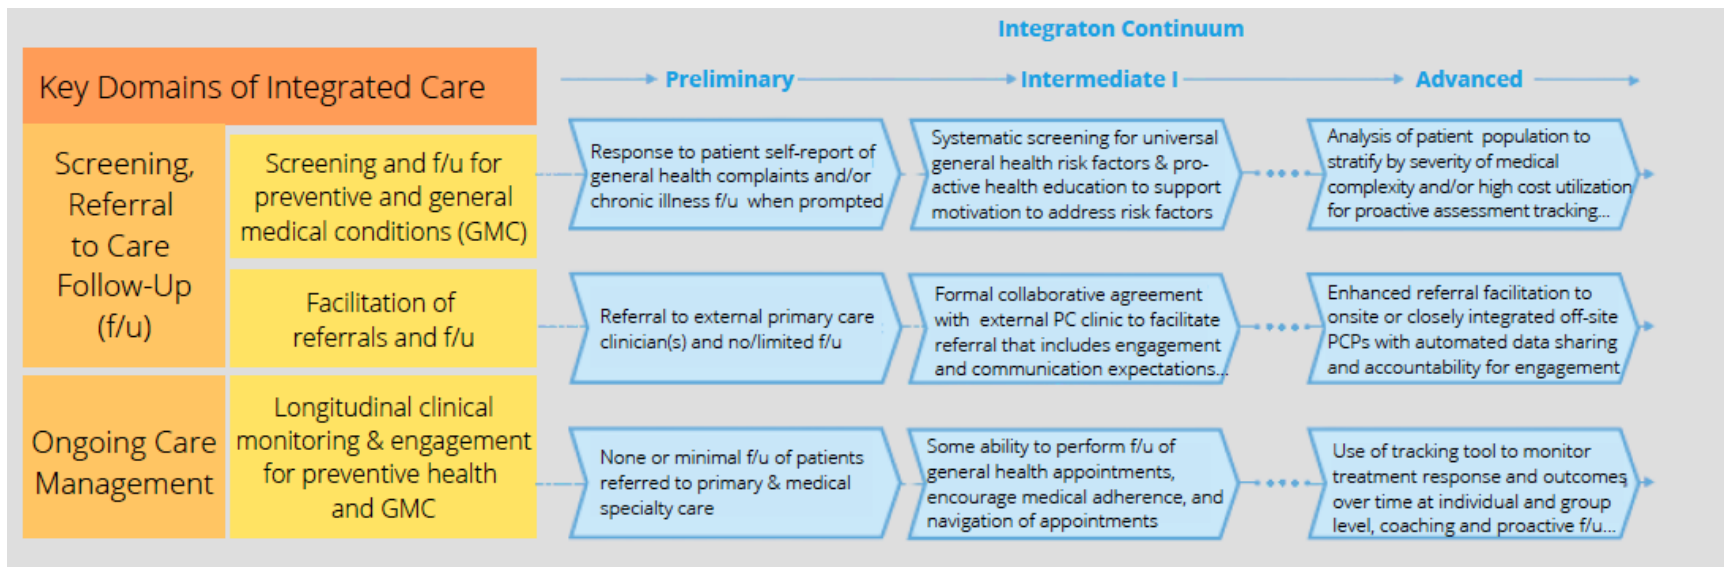 Integraton Continuum
Key Domains of Integrated Care
Preliminary
Intermediate I
Advanced
Screening,
Referral
to Care
Follow-Up
(f/u)
Screening and f/u for
preventive and general
medical conditions (GMC)
Response to patient self-report of
general health complaints and/or
chronic illness f/u when prompted
Systematic screening for universal
general health risk factors & pro-
active health education to support
motivation to address risk factors
Analysis of patient population to
stratify by severity of medical
complexity and/or high cost utilization
for proactive assessment tracking...
Facilitation of
referrals and f/u
Referral to external primary care
clinician(s) and no/limited f/u
Formal collaborative agreement
with external PC clinic to facilitate
referral that includes engagement
and communication expectations...
Enhanced referral facilitation to
onsite or closely integrated off-site
PCPs with automated data sharing
and accountability for engagement
Ongoing Care
Management
Longitudinal clinical
monitoring & engagement
for preventive health
and GMC
None or minimal f/u of patients
referred to primary & medical
specialty care
Some ability to perform f/u of
general health appointments,
encourage medical adherence, and
navigation of appointments
Use of tracking tool to monitor
treatment response and outcomes
over time at individual and group
level, coaching and proactive f/u...